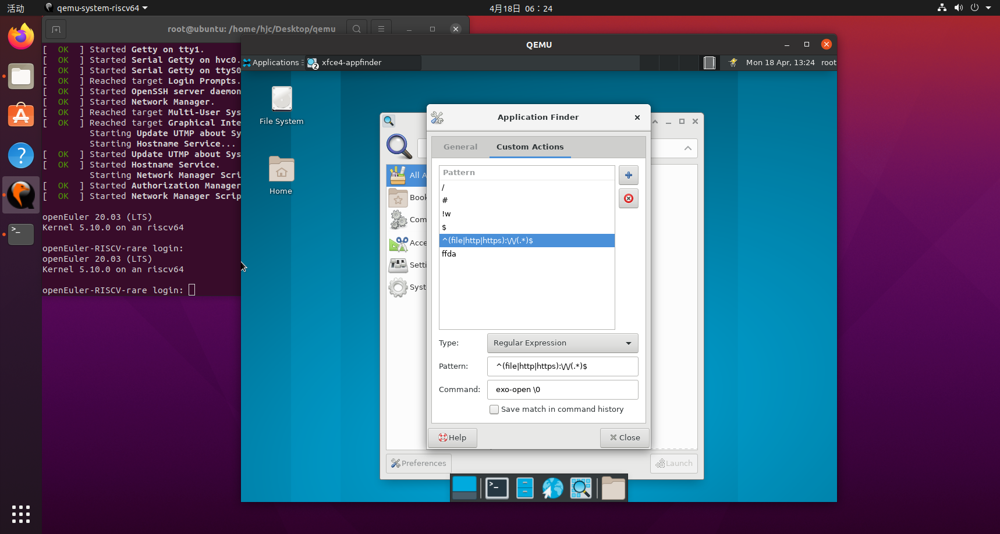 活动
qemu-system-riscv64
4月18日 06：24
root@ubuntu: /home/hjc/Desktop/qemu
[  OK  ] Started Getty on tty1.
[  OK  ] Started Serial Getty on hvc0.
[  OK  ] Started Serial Getty on ttyS0
[  OK  ] Reached target Login Prompts.
[  OK  ] Started OpenSSH server daemon
[  OK  ] Started Network Manager.
[  OK  ] Reached target Multi-User Sys
[  OK  ] Reached target Graphical Inte
Starting Update UTMP about Sy
Starting Hostname Service...
[  OK  ] Started Update UTMP about Sys
[  OK  ] Started Hostname Service.
Starting Network Manager Scri
[  OK  ] Started Authorization Manager
[  OK  ] Started Network Manager Scrip
openEuler 20.03 (LTS)
Kernel 5.10.0 on an riscv64
openEuler-RISCV-rare login:
openEuler 20.03 (LTS)
Kernel 5.10.0 on an riscv64
openEuler-RISCV-rare login:
QEMU
Applications
2
xfce4-appfinder
Mon 18 Apr, 13:24
root
File System
Home
All A
Book
Com
Acce
Setti
Syst
Preferences
Launch
Application Finder
General
Custom Actions
Pattern
/
#
!w
$
^(file|http|https):\/\/(.*)$
ffda
Type:
Regular Expression
Pattern:
^(file|http|https):\/\/(.*)$
Command:
exo-open \0
Save match in command history
Help
Close